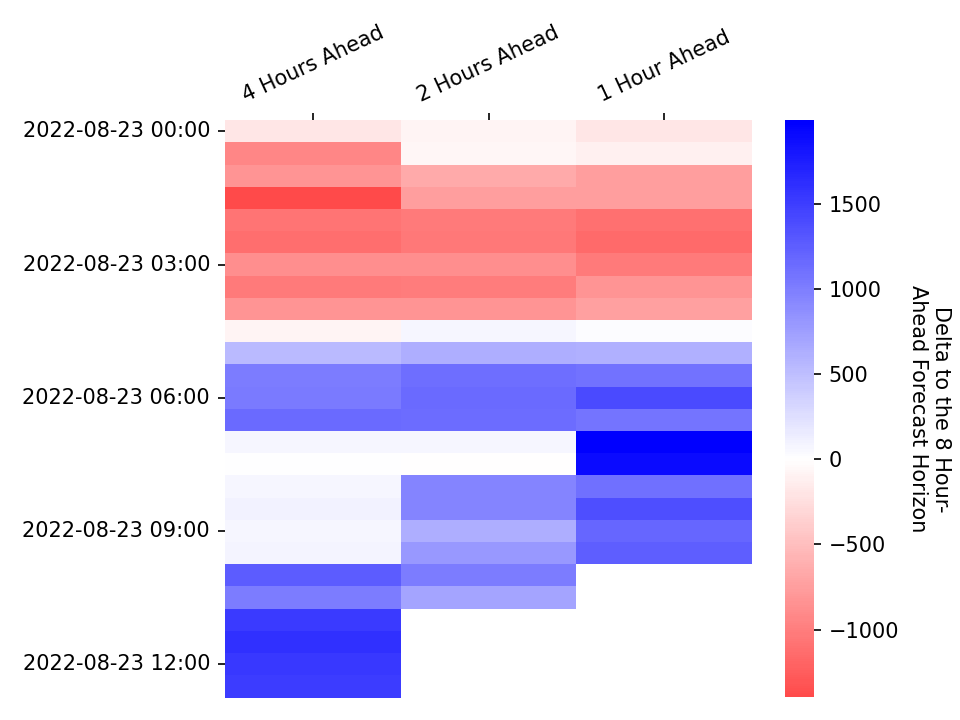 4 Hours Ahead
2 Hours Ahead
1 Hour Ahead
2022-08-23 00:00
2022-08-23 03:00
2022-08-23 06:00
2022-08-23 09:00
2022-08-23 12:00
1500
1000
500
0
−500
−1000
Delta to the 8 Hour-
Ahead Forecast Horizon